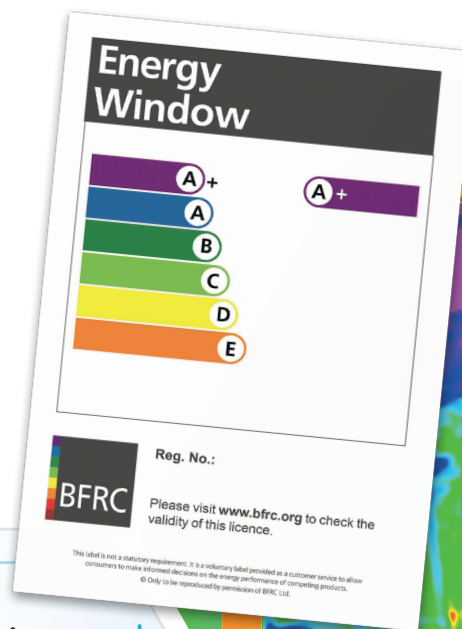 Energy
Window
A+
A +
A
B
C
D
E
BFRC
Reg. No.:
Please visit www.bfrc.org to check the
validity of this licence.
This label is not a statutory requirement. It is a voluntary label provided as a customer service to allow
consumers to make informed decisions on the energy performance of competing products.
© Only to be reproduced by permission of BFRC Ltd.